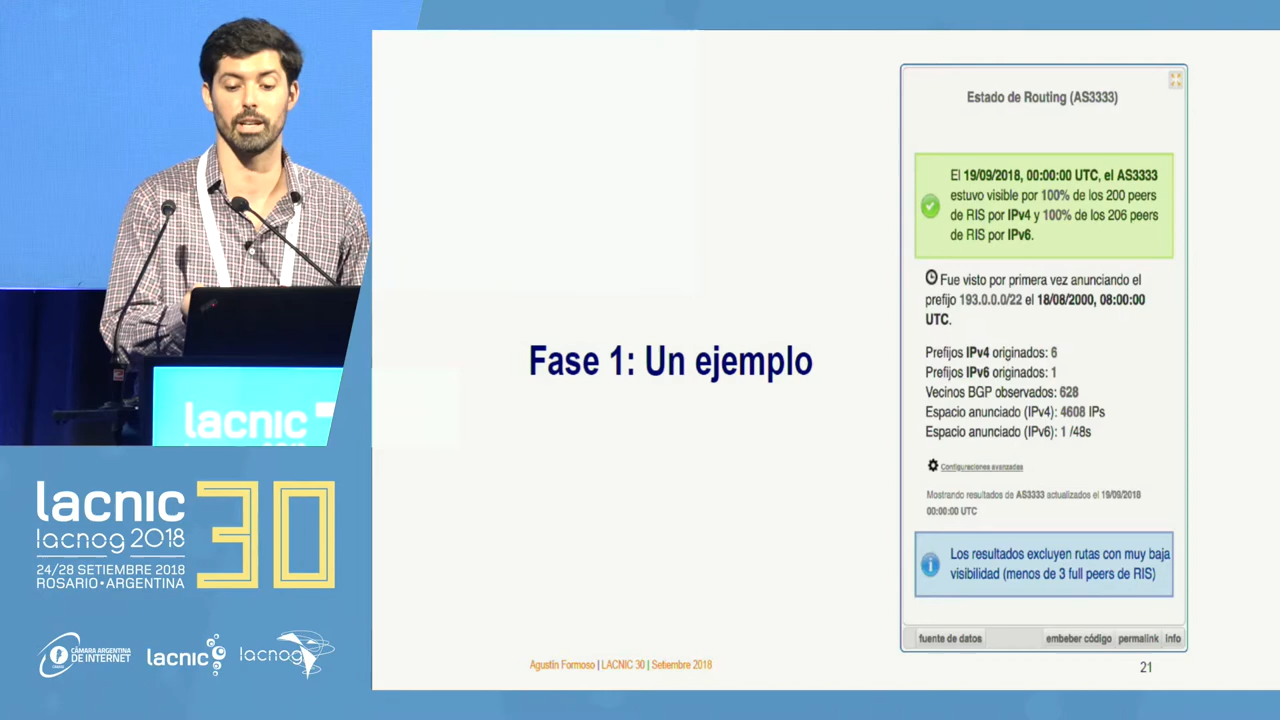 Estado de Routing (AS3333)
El 19/09/2018, 00:00:00 UTC, el AS3333
estuvo visible por 100% de los 200 peers
de RIS por IPv4 y 100% de los 206 peers
de RIS por IPv6.
Fue visto por primera vez anunciando el
prefijo 193.0.0.0/22 el 18/08/2000, 08:00:00
UTC.
Prefijos IPv4 originados: 6
Prefijos IPv6 originados: 1
Vecinos BGP observados: 628
Espacio anunciado (IPv4): 4608 IPs
Espacio anunciado (IPv6): 1 /48s
Configuraciones avanzadas
Mostrando resultados de AS3333 actualizados el 19/09/2018
00:00:00 UTC
Los resultados excluyen rutas con muy baja
visibilidad (menos de 3 full peers de RIS)
fuente de datos embeber código permalink info
Fase 1: Un ejemplo
Agustín Formoso | LACNIC 30 | Setiembre 2018
21
lacnic
lacnic 30
lacnog 2018
24/28 SETIEMBRE 2018
ROSARIO•ARGENTINA
CÁMARA ARGENTINA
DE INTERNET
lacnic
lacnog